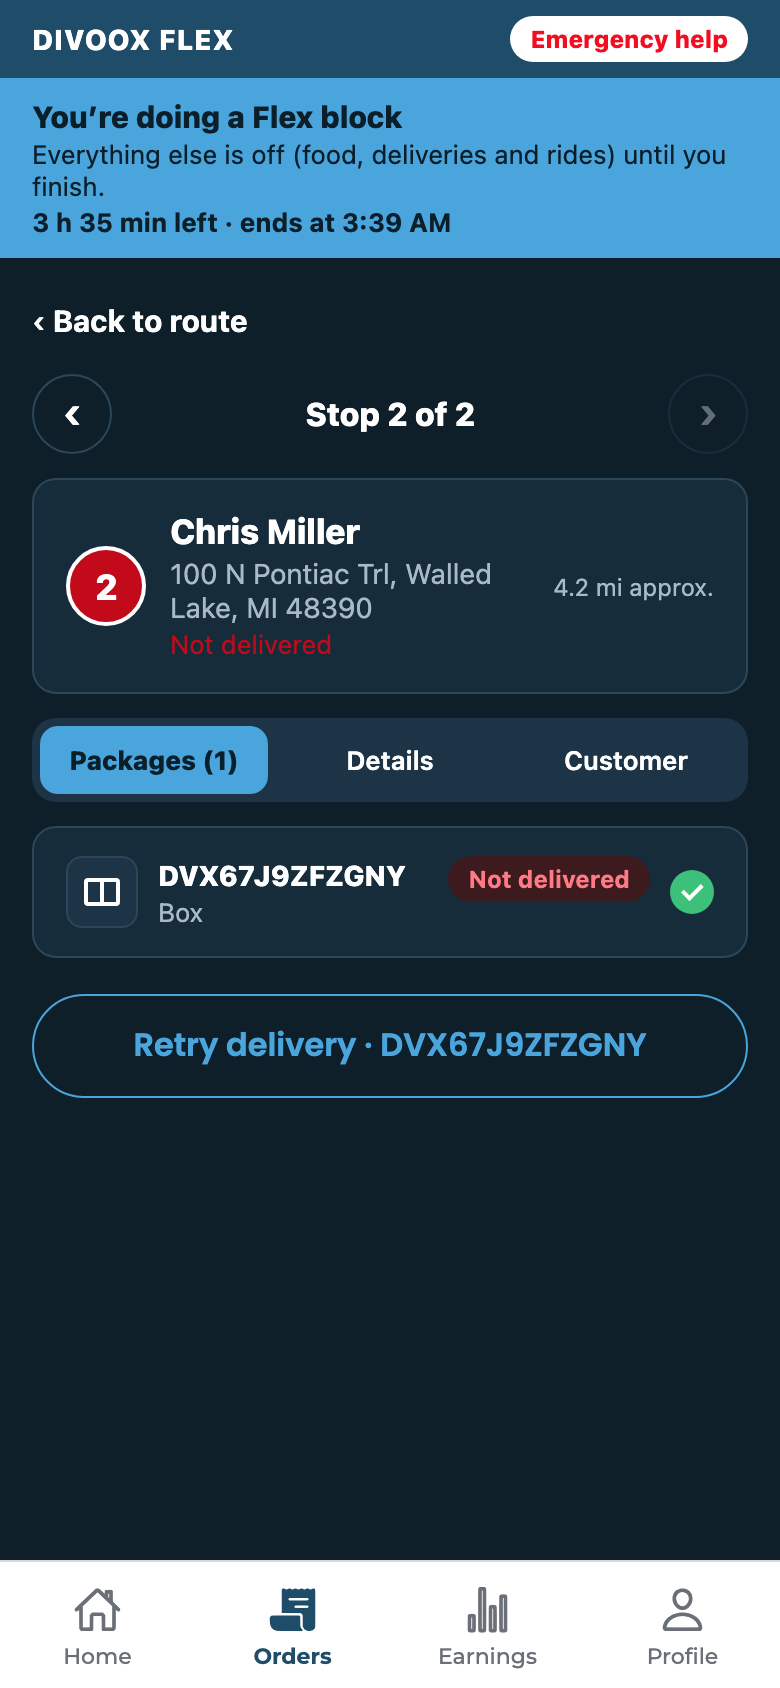 DIVOOX FLEX
Emergency help
You’re doing a Flex block
Everything else is off (food, deliveries and rides) until you
finish.
3 h 35 min left · ends at 3:39 AM
‹ Back to route
‹
Stop 2 of 2
›
2
Chris Miller
100 N Pontiac Trl, Walled
Lake, MI 48390
Not delivered
4.2 mi approx.
Packages (1)
Details
Customer
DVX67J9ZFZGNY
Box
Not delivered
Retry delivery · DVX67J9ZFZGNY
Home
Orders
Earnings
Profile